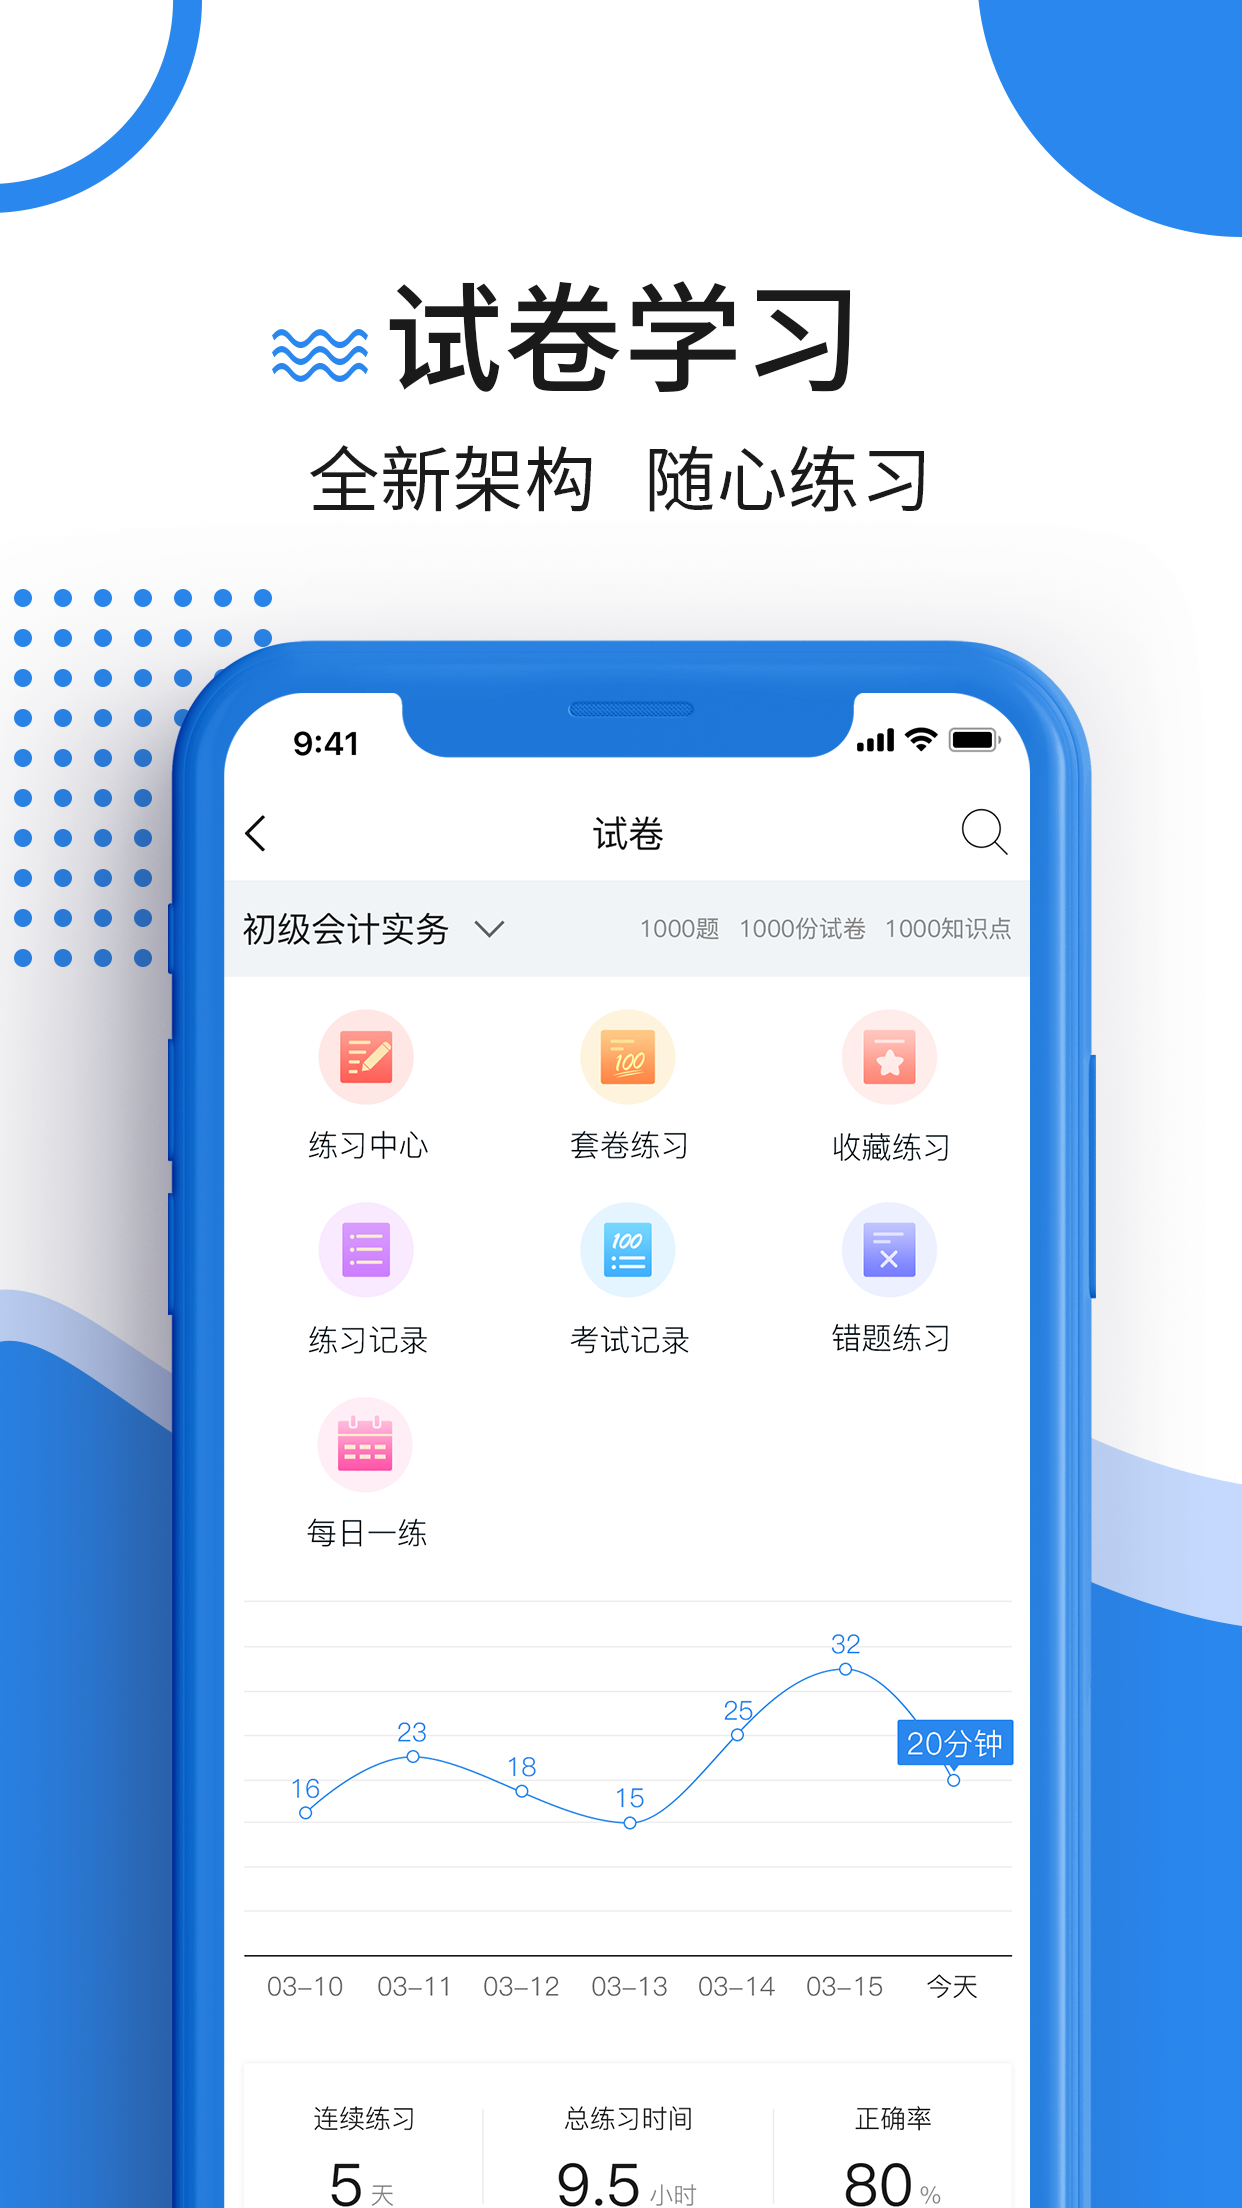 试卷学习
全新架构 随心练习
9:41
试卷
初级会计实务 1000题 1000份试卷 1000知识点
100
练习中心 套卷练习 收藏练习
100
练习记录 考试记录 错题练习
每日一练
32
25
23
20分钟
18
16
15
03-10 03-11 03-12 03-13 03-14 03-15 今天
连续练习 总练习时间 正确率
5天 9.5小时 80%